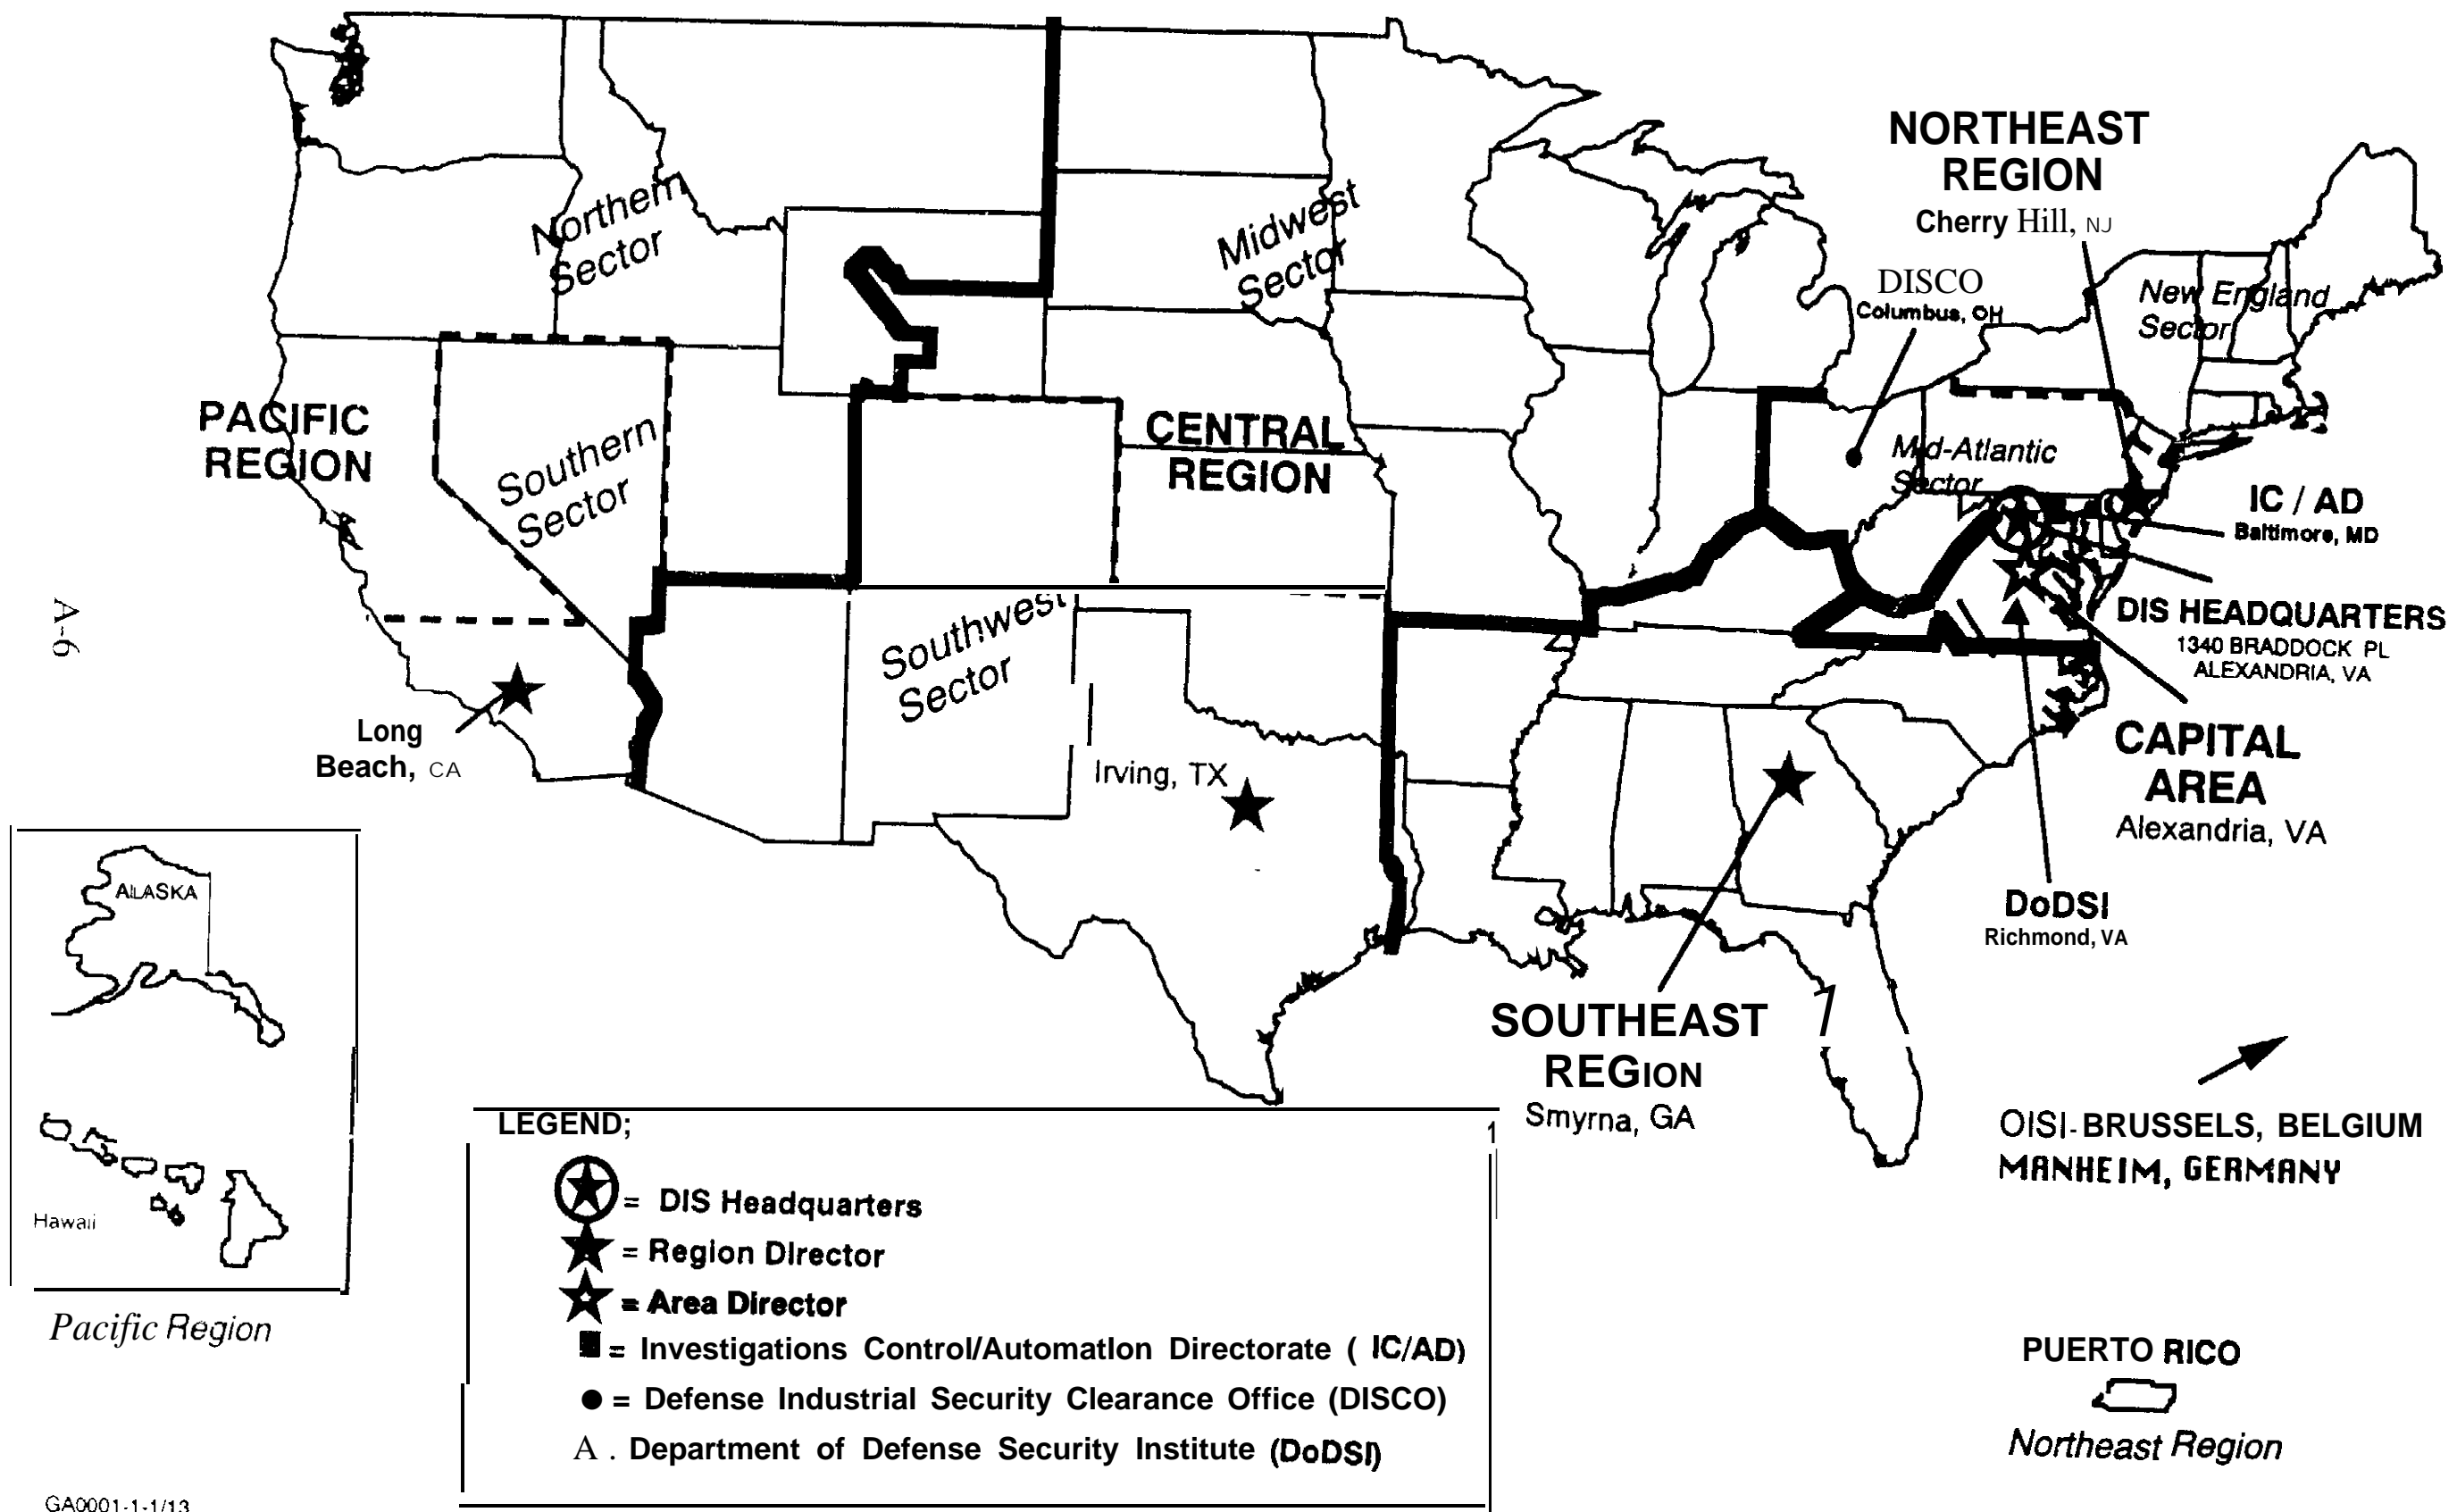 NORTHEAST
REGION
Cherry Hill, NJ
DISCO
Columbus, OH
Northern
Sector
Midwest
Sector
New England
Sector
PACIFIC
REGION
Southern
Sector
CENTRAL
REGION
Mid-Atlantic
Sector
IC / AD
Baltimore, MD
A-6
DIS HEADQUARTERS
1340 BRADDOCK PL
ALEXANDRIA, VA
Southwest
Sector
Long
Beach, CA
Irving, TX
CAPITAL
AREA
Alexandria, VA
ALASKA
DoDSI
Richmond, VA
SOUTHEAST
REGION
Smyrna, GA
Hawaii
Pacific Region
OISI-BRUSSELS, BELGIUM
MANHEIM, GERMANY
LEGEND;
1
= DIS Headquarters
= Region Director
= Area Director
= Investigations Control/Automation Directorate ( IC/AD)
= Defense Industrial Security Clearance Office (DISCO)
A . Department of Defense Security Institute (DoDSI)
PUERTO RICO
Northeast Region
GA0001-1-1/13